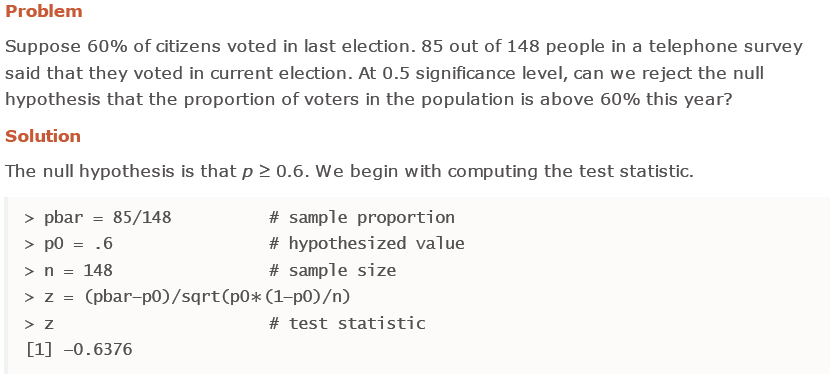 Problem
Suppose 60% of citizens voted in last election. 85 out of 148 people in a telephone survey
said that they voted in current election. At 0.5 significance level, can we reject the null
hypothesis that the proportion of voters in the population is above 60% this year?
Solution
The null hypothesis is that p ≥ 0.6. We begin with computing the test statistic.
> pbar = 85/148            # sample proportion
> p0 = .6                  # hypothesized value
> n = 148                  # sample size
> z = (pbar−p0)/sqrt(p0∗(1−p0)/n)
> z                        # test statistic
[1] −0.6376